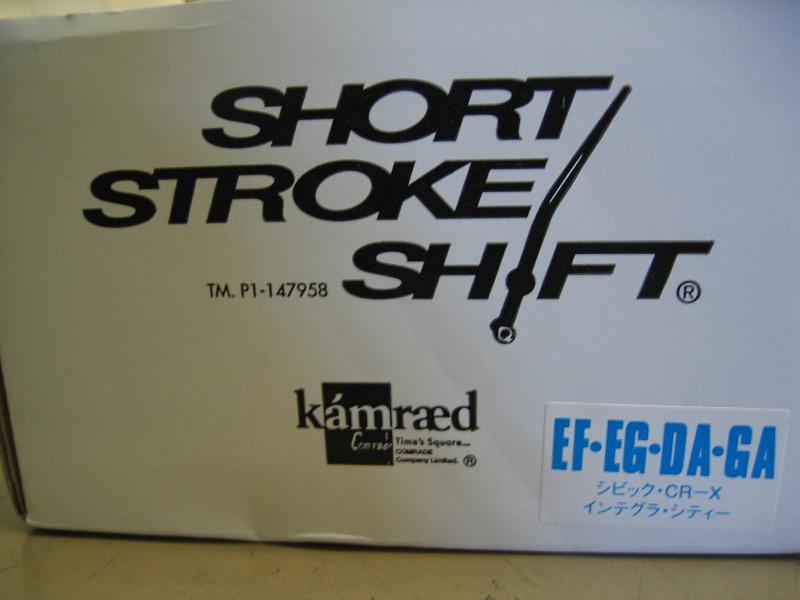 SHORT
STROKE
SHIFT®
TM. P1-147958
kámræd
Comrade
Time's Square...
COMRADE
Company Limited. ®
EF・EG・DA・GA
シビック・CR－X
インテグラ・シティー